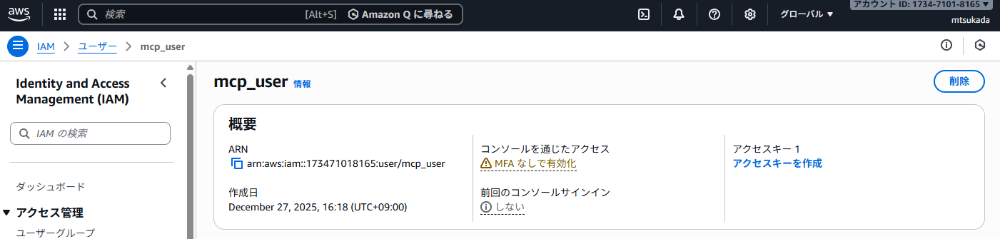 aws
検索 [Alt+S] Amazon Q に尋ねる
グローバル
アカウント ID: 1734-7101-8165
mtsukada
IAM ユーザー mcp_user
Identity and Access
Management (IAM)
IAM の検索
ダッシュボード
アクセス管理
ユーザーグループ
mcp_user 情報
削除
概要
ARN
arn:aws:iam::173471018165:user/mcp_user
作成日
December 27, 2025, 16:18 (UTC+09:00)
コンソールを通じたアクセス
MFA なしで有効化
前回のコンソールサインイン
しない
アクセスキー 1
アクセスキーを作成